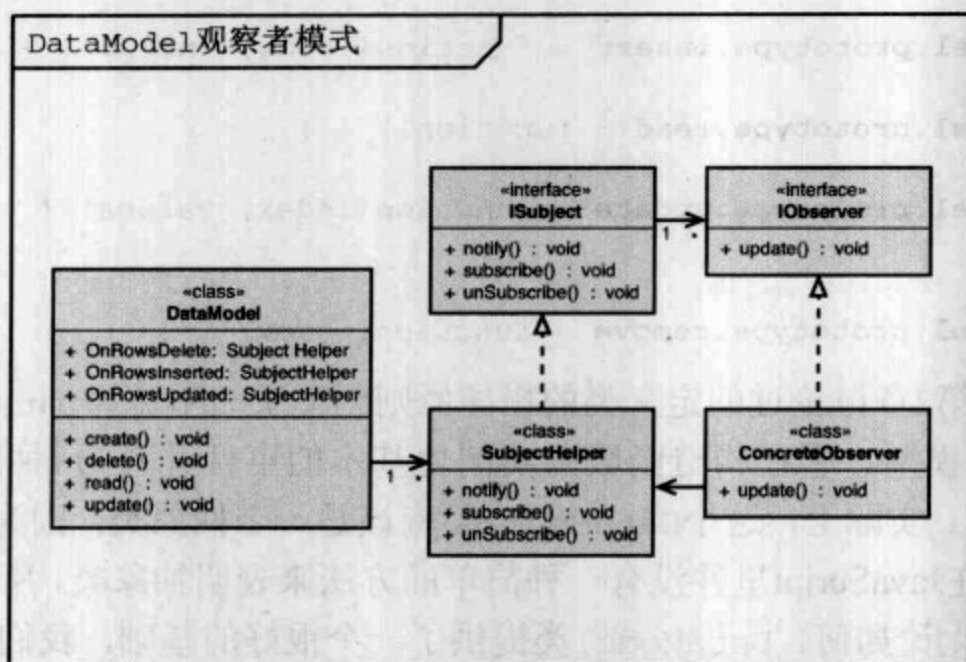 DataModel观察者模式
«interface»
ISubject
+ notify() : void
+ subscribe() : void
+ unSubscribe() : void
1 *
«interface»
IObserver
+ update() : void
«class»
DataModel
+ OnRowsDelete: Subject Helper
+ OnRowsInserted: SubjectHelper
+ OnRowsUpdated: SubjectHelper
+ create() : void
+ delete() : void
+ read() : void
+ update() : void
1 *
«class»
SubjectHelper
+ notify() : void
+ subscribe() : void
+ unSubscribe() : void
«class»
ConcreteObserver
+ update() : void